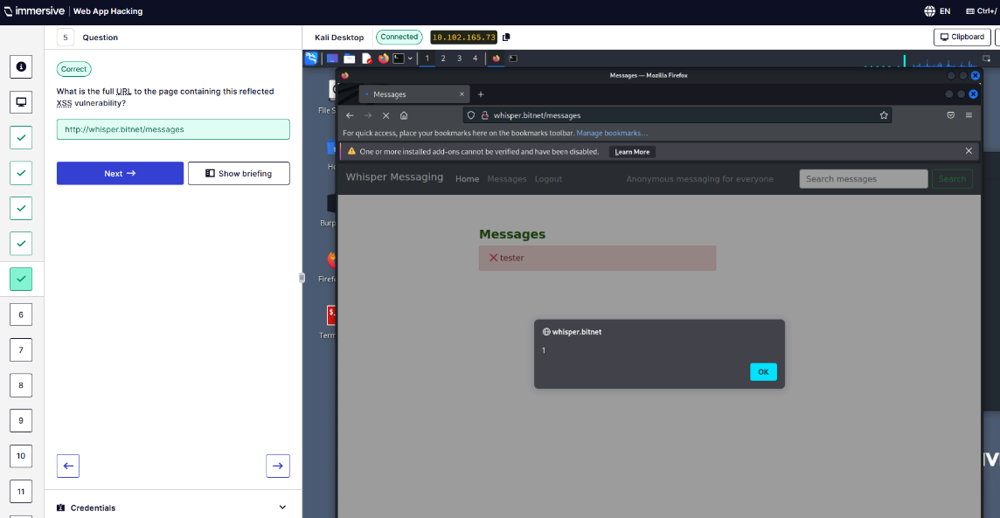 immersive | Web App Hacking
EN
Ctrl+/
5 Question
Kali Desktop
Connected
10.102.165.73
Clipboard
Correct
What is the full URL to the page containing this reflected
XSS vulnerability?
http://whisper.bitnet/messages
Next →
Show briefing
6
7
8
9
10
11
Credentials
1 2 3 4
File S
Burp
Firef
Term
Messages — Mozilla Firefox
Messages
whisper.bitnet/messages
For quick access, place your bookmarks here on the bookmarks toolbar. Manage bookmarks...
One or more installed add-ons cannot be verified and have been disabled.
Learn More
Whisper Messaging
Home Messages Logout
Anonymous messaging for everyone
Search messages
Search
Messages
tester
whisper.bitnet
1
OK